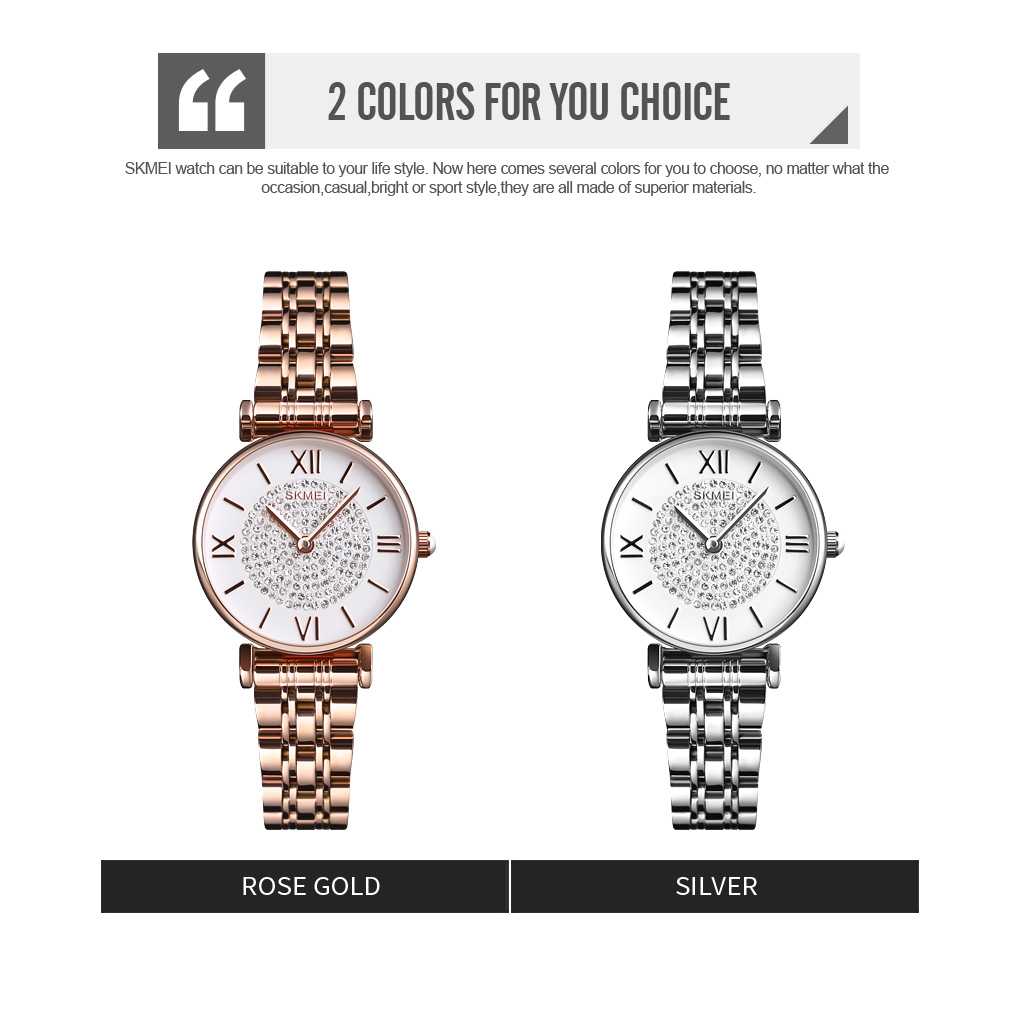 2 COLORS FOR YOU CHOICE
SKMEI watch can be suitable to your life style. Now here comes several colors for you to choose, no matter what the
occasion,casual,bright or sport style,they are all made of superior materials.
XII
SKMEI
X
III
VI
XII
SKMEI
X
III
VI
ROSE GOLD
SILVER